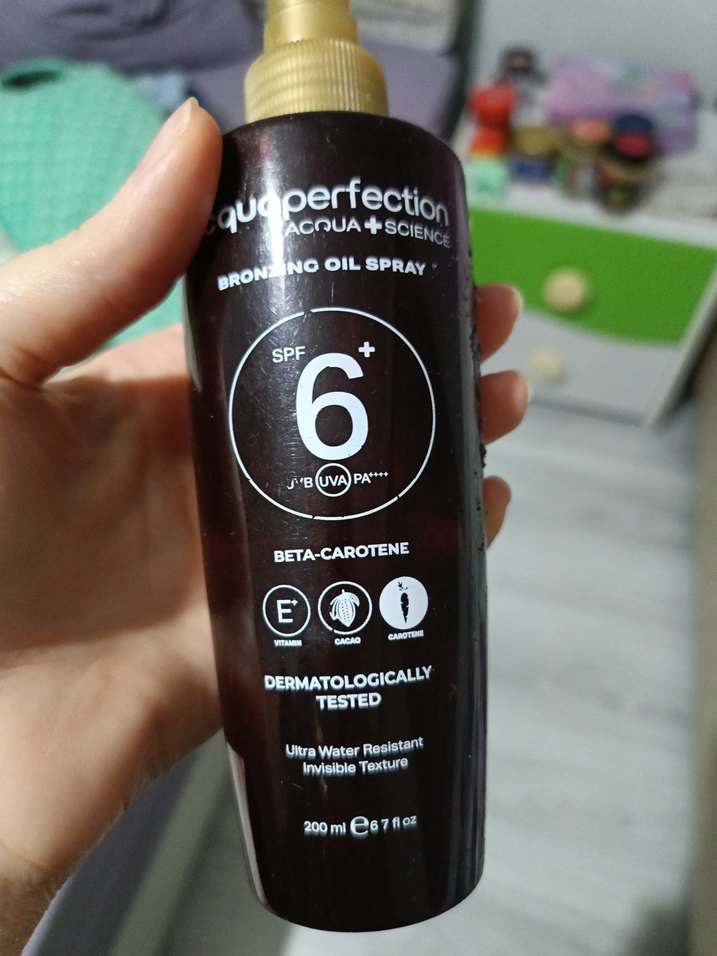 quaperfection
ACQUA+SCIENCE
BRONZING OIL SPRAY
SPF 6+
UVB UVA PA++++
BETA-CAROTENE
E+
VITAMIN CACAO CAROTENE
DERMATOLOGICALLY
TESTED
Ultra Water Resistant
Invisible Texture
200 ml e 6 7 fl oz